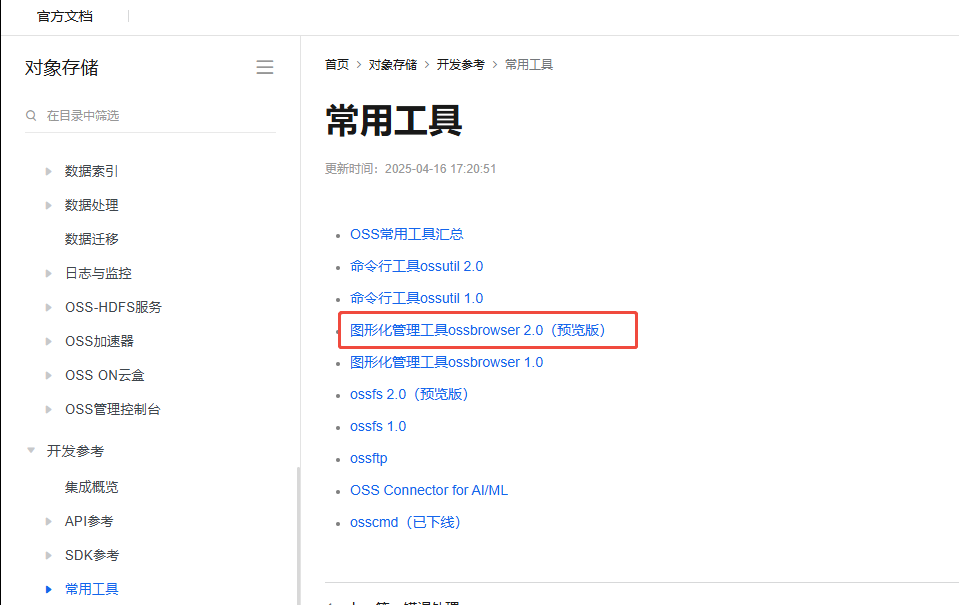 官方文档
对象存储
在目录中筛选
数据索引
数据处理
数据迁移
日志与监控
OSS-HDFS服务
OSS加速器
OSS ON云盒
OSS管理控制台
开发参考
集成概览
API参考
SDK参考
常用工具
首页 > 对象存储 > 开发参考 > 常用工具
常用工具
更新时间：2025-04-16 17:20:51
OSS常用工具汇总
命令行工具ossutil 2.0
命令行工具ossutil 1.0
图形化管理工具ossbrowser 2.0（预览版）
图形化管理工具ossbrowser 1.0
ossfs 2.0（预览版）
ossfs 1.0
ossftp
OSS Connector for AI/ML
osscmd（已下线）